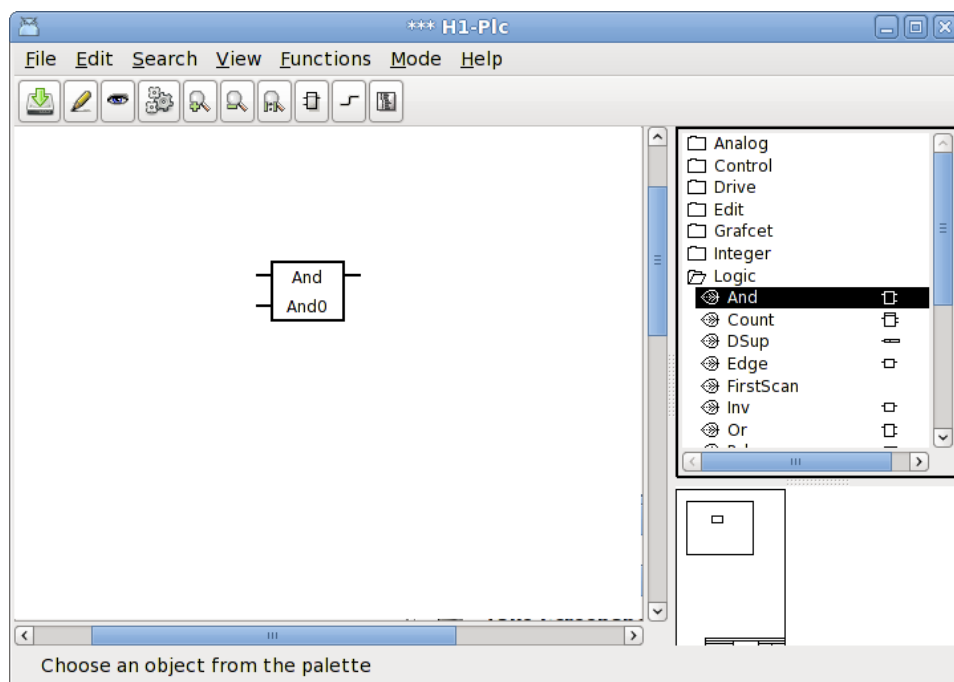 *** H1-Plc
File Edit Search View Functions Mode Help
And
And0
Analog
Control
Drive
Edit
Grafcet
Integer
Logic
And
Count
DSup
Edge
FirstScan
Inv
Or
Choose an object from the palette